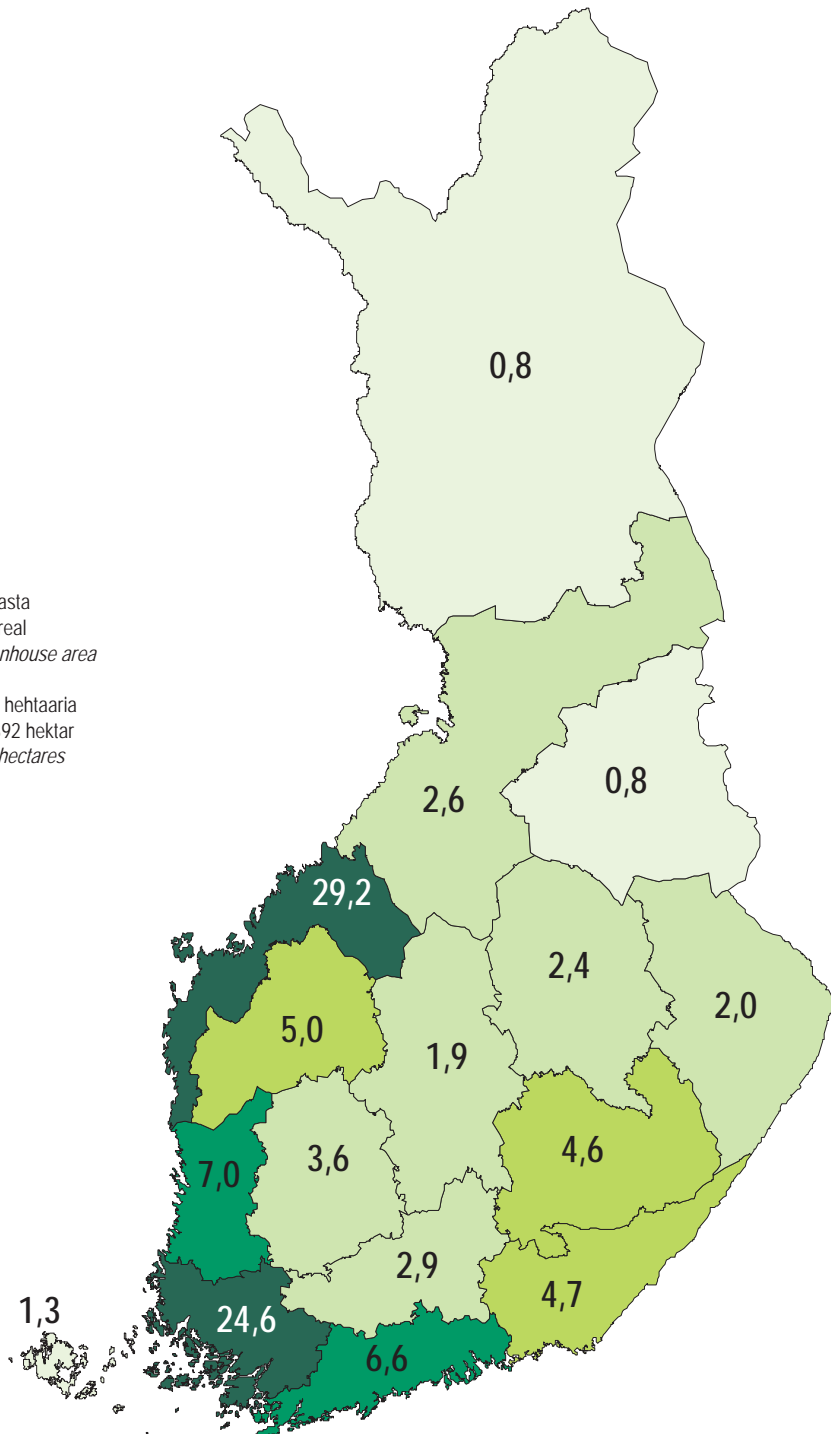 0,8
asta
real
nhouse area
hehtaaria
92 hektar
hectares
0,8
2,6
29,2
2,4
2,0
5,0
1,9
3,6
4,6
7,0
2,9
4,7
1,3
24,6
6,6